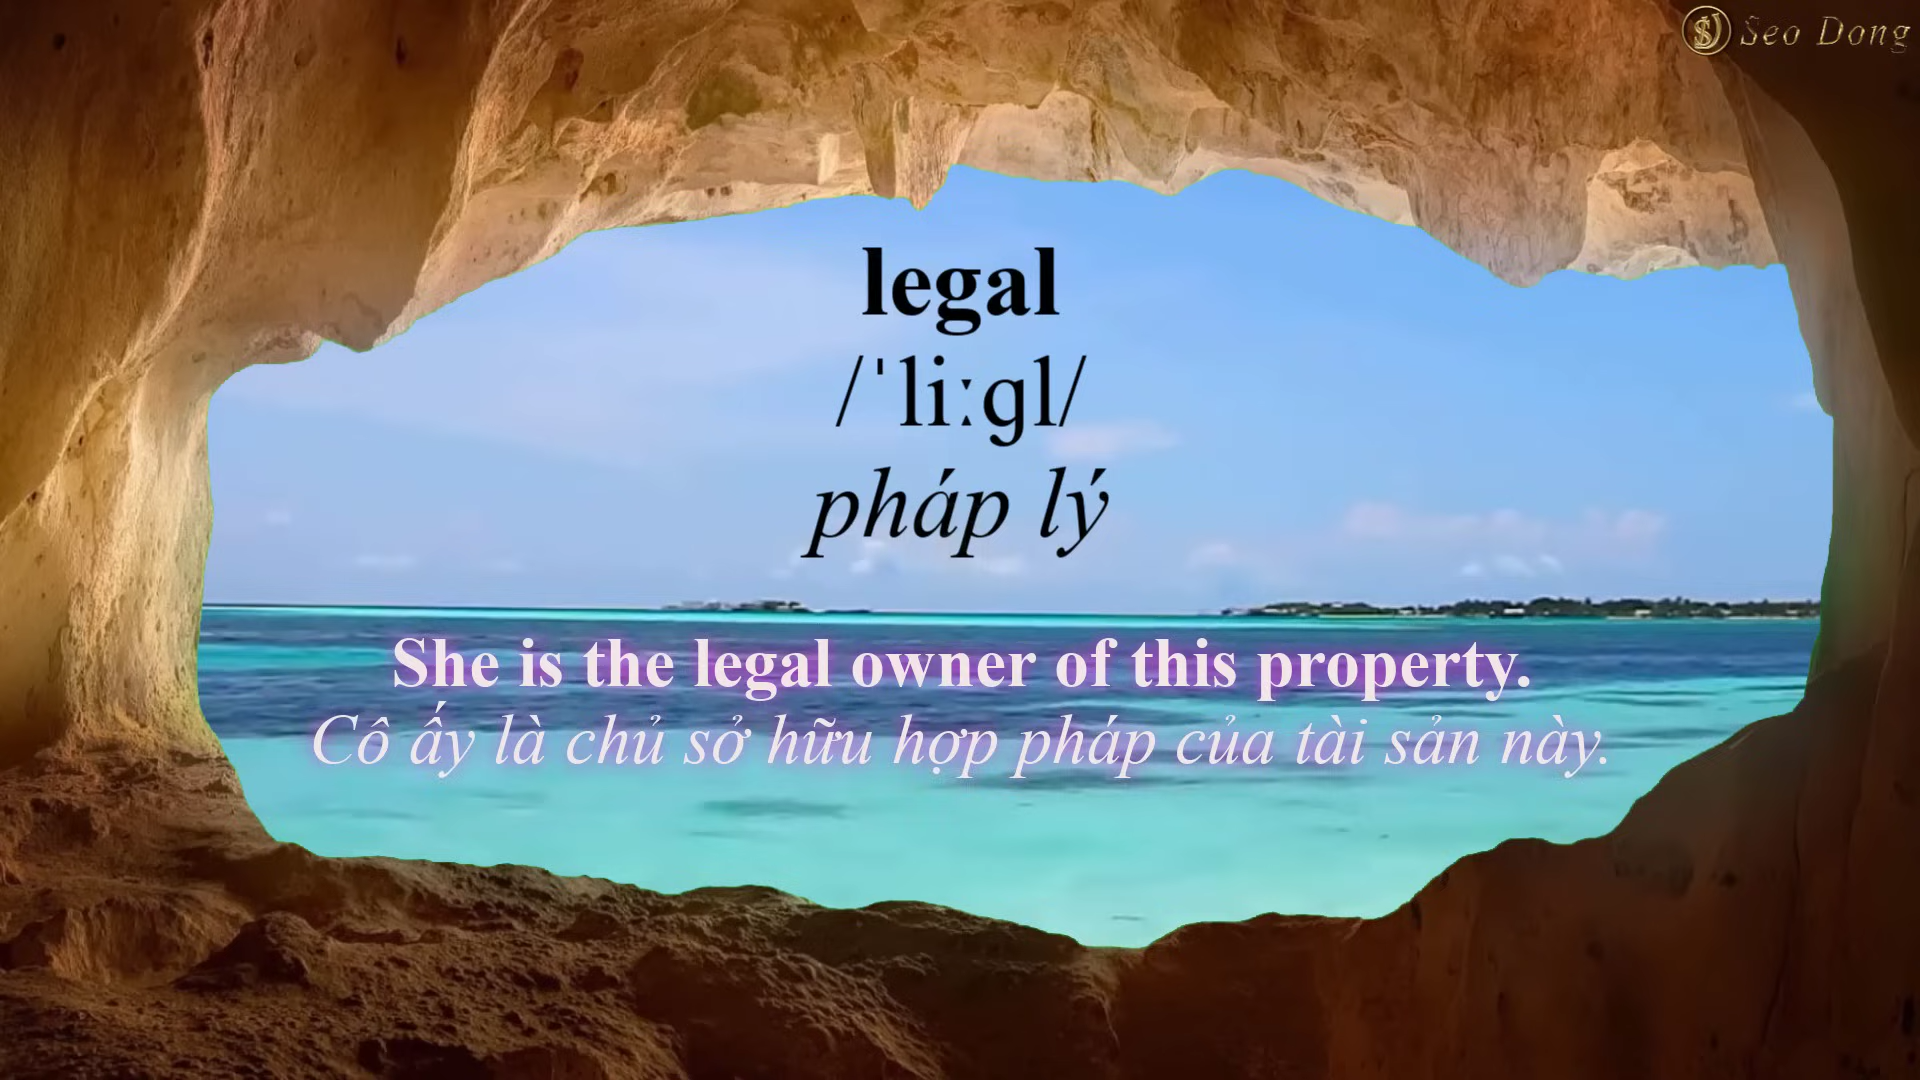 Seo Dong
legal
/ˈliːɡl/
pháp lý
She is the legal owner of this property.
Cô ấy là chủ sở hữu hợp pháp của tài sản này.